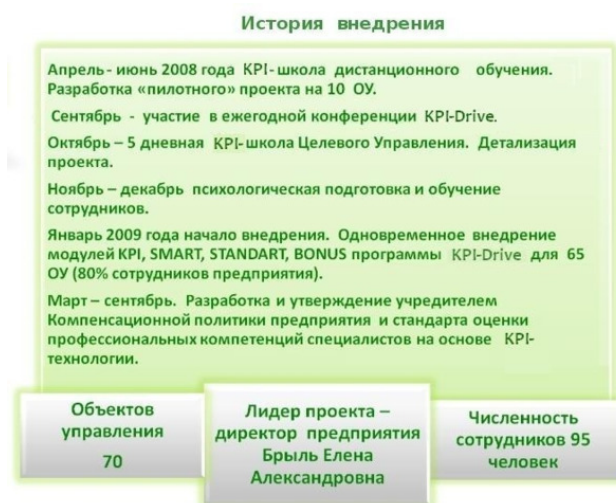 История внедрения
Апрель - июнь 2008 года KPI- школа дистанционного обучения.
Разработка «пилотного» проекта на 10 ОУ.
Сентябрь - участие в ежегодной конференции KPI-Drive.
Октябрь – 5 дневная KPI- школа Целевого Управления. Детализация
проекта.
Ноябрь – декабрь психологическая подготовка и обучение
сотрудников.
Январь 2009 года начало внедрения. Одновременное внедрение
модулей KPI, SMART, STANDART, BONUS программы KPI-Drive для 65
ОУ (80% сотрудников предприятия).
Март – сентябрь. Разработка и утверждение учредителем
Компенсационной политики предприятия и стандарта оценки
профессиональных компетенций специалистов на основе KPI-
технологии.
Объектов
управления
70
Лидер проекта –
директор предприятия
Брыль Елена
Александровна
Численность
сотрудников 95
человек